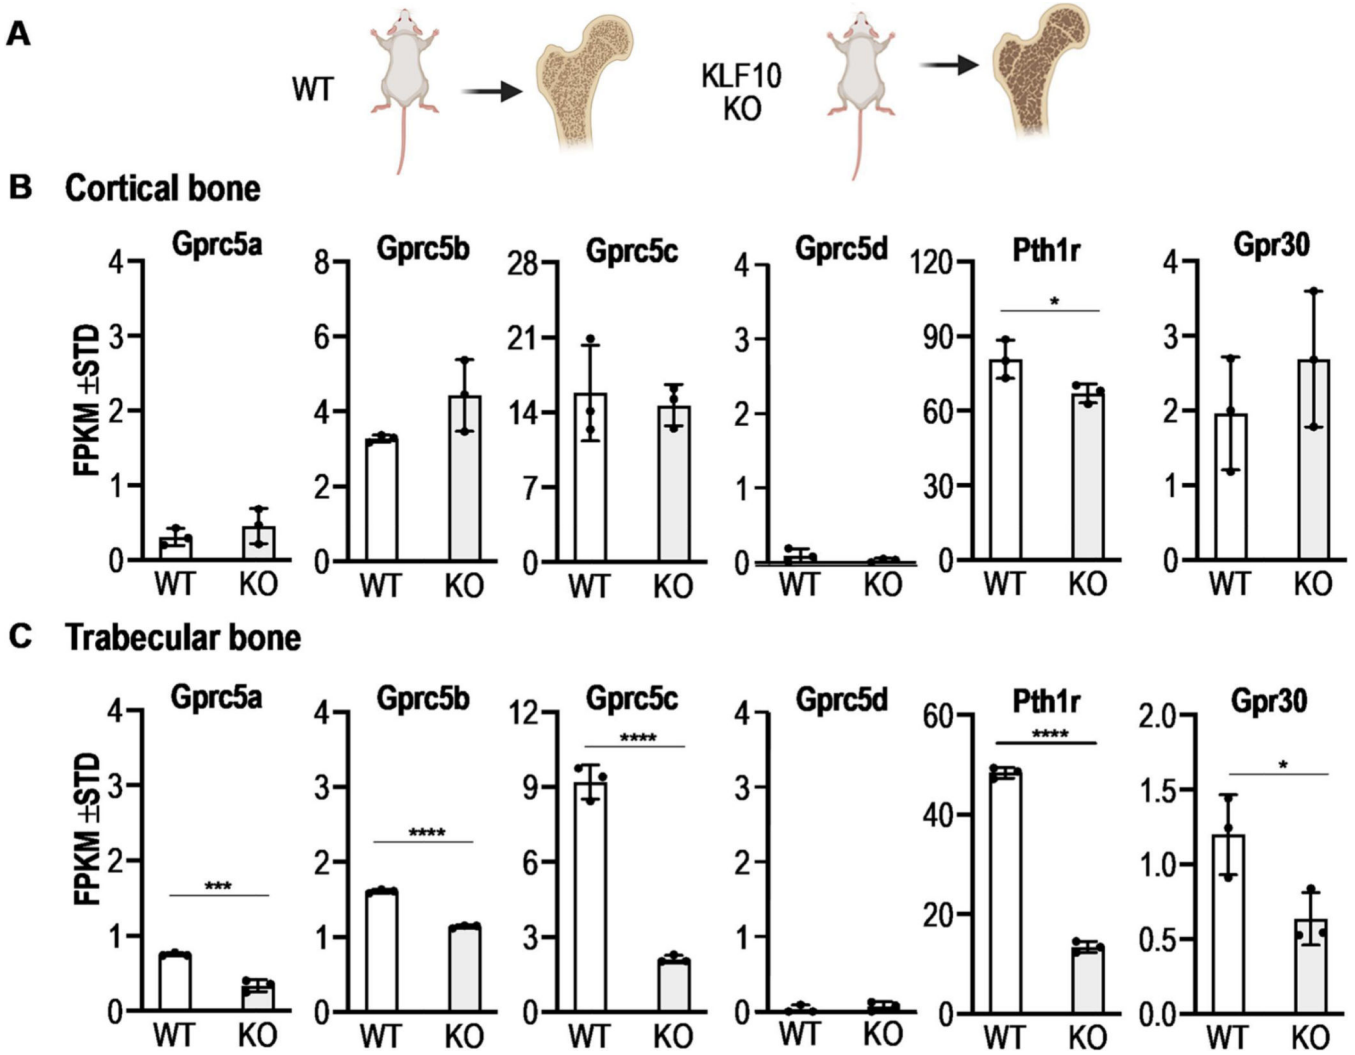 A
WT
KLF10
KO
B Cortical bone
Gprc5a Gprc5b Gprc5c Gprc5d Pth1r Gpr30
FPKM ±STD
4 3 2 1 0
8 6 4 2 0
28 21 14 7 0
4 3 2 1 0
120 90 60 30 0
4 3 2 1 0
*
WT KO WT KO WT KO WT KO WT KO WT KO
C Trabecular bone
Gprc5a Gprc5b Gprc5c Gprc5d Pth1r Gpr30
FPKM ±STD
4 3 2 1 0
4 3 2 1 0
12 9 6 3 0
4 3 2 1 0
60 40 20 0
2.0 1.5 1.0 0.5 0.0
*** **** **** **** *
WT KO WT KO WT KO WT KO WT KO WT KO